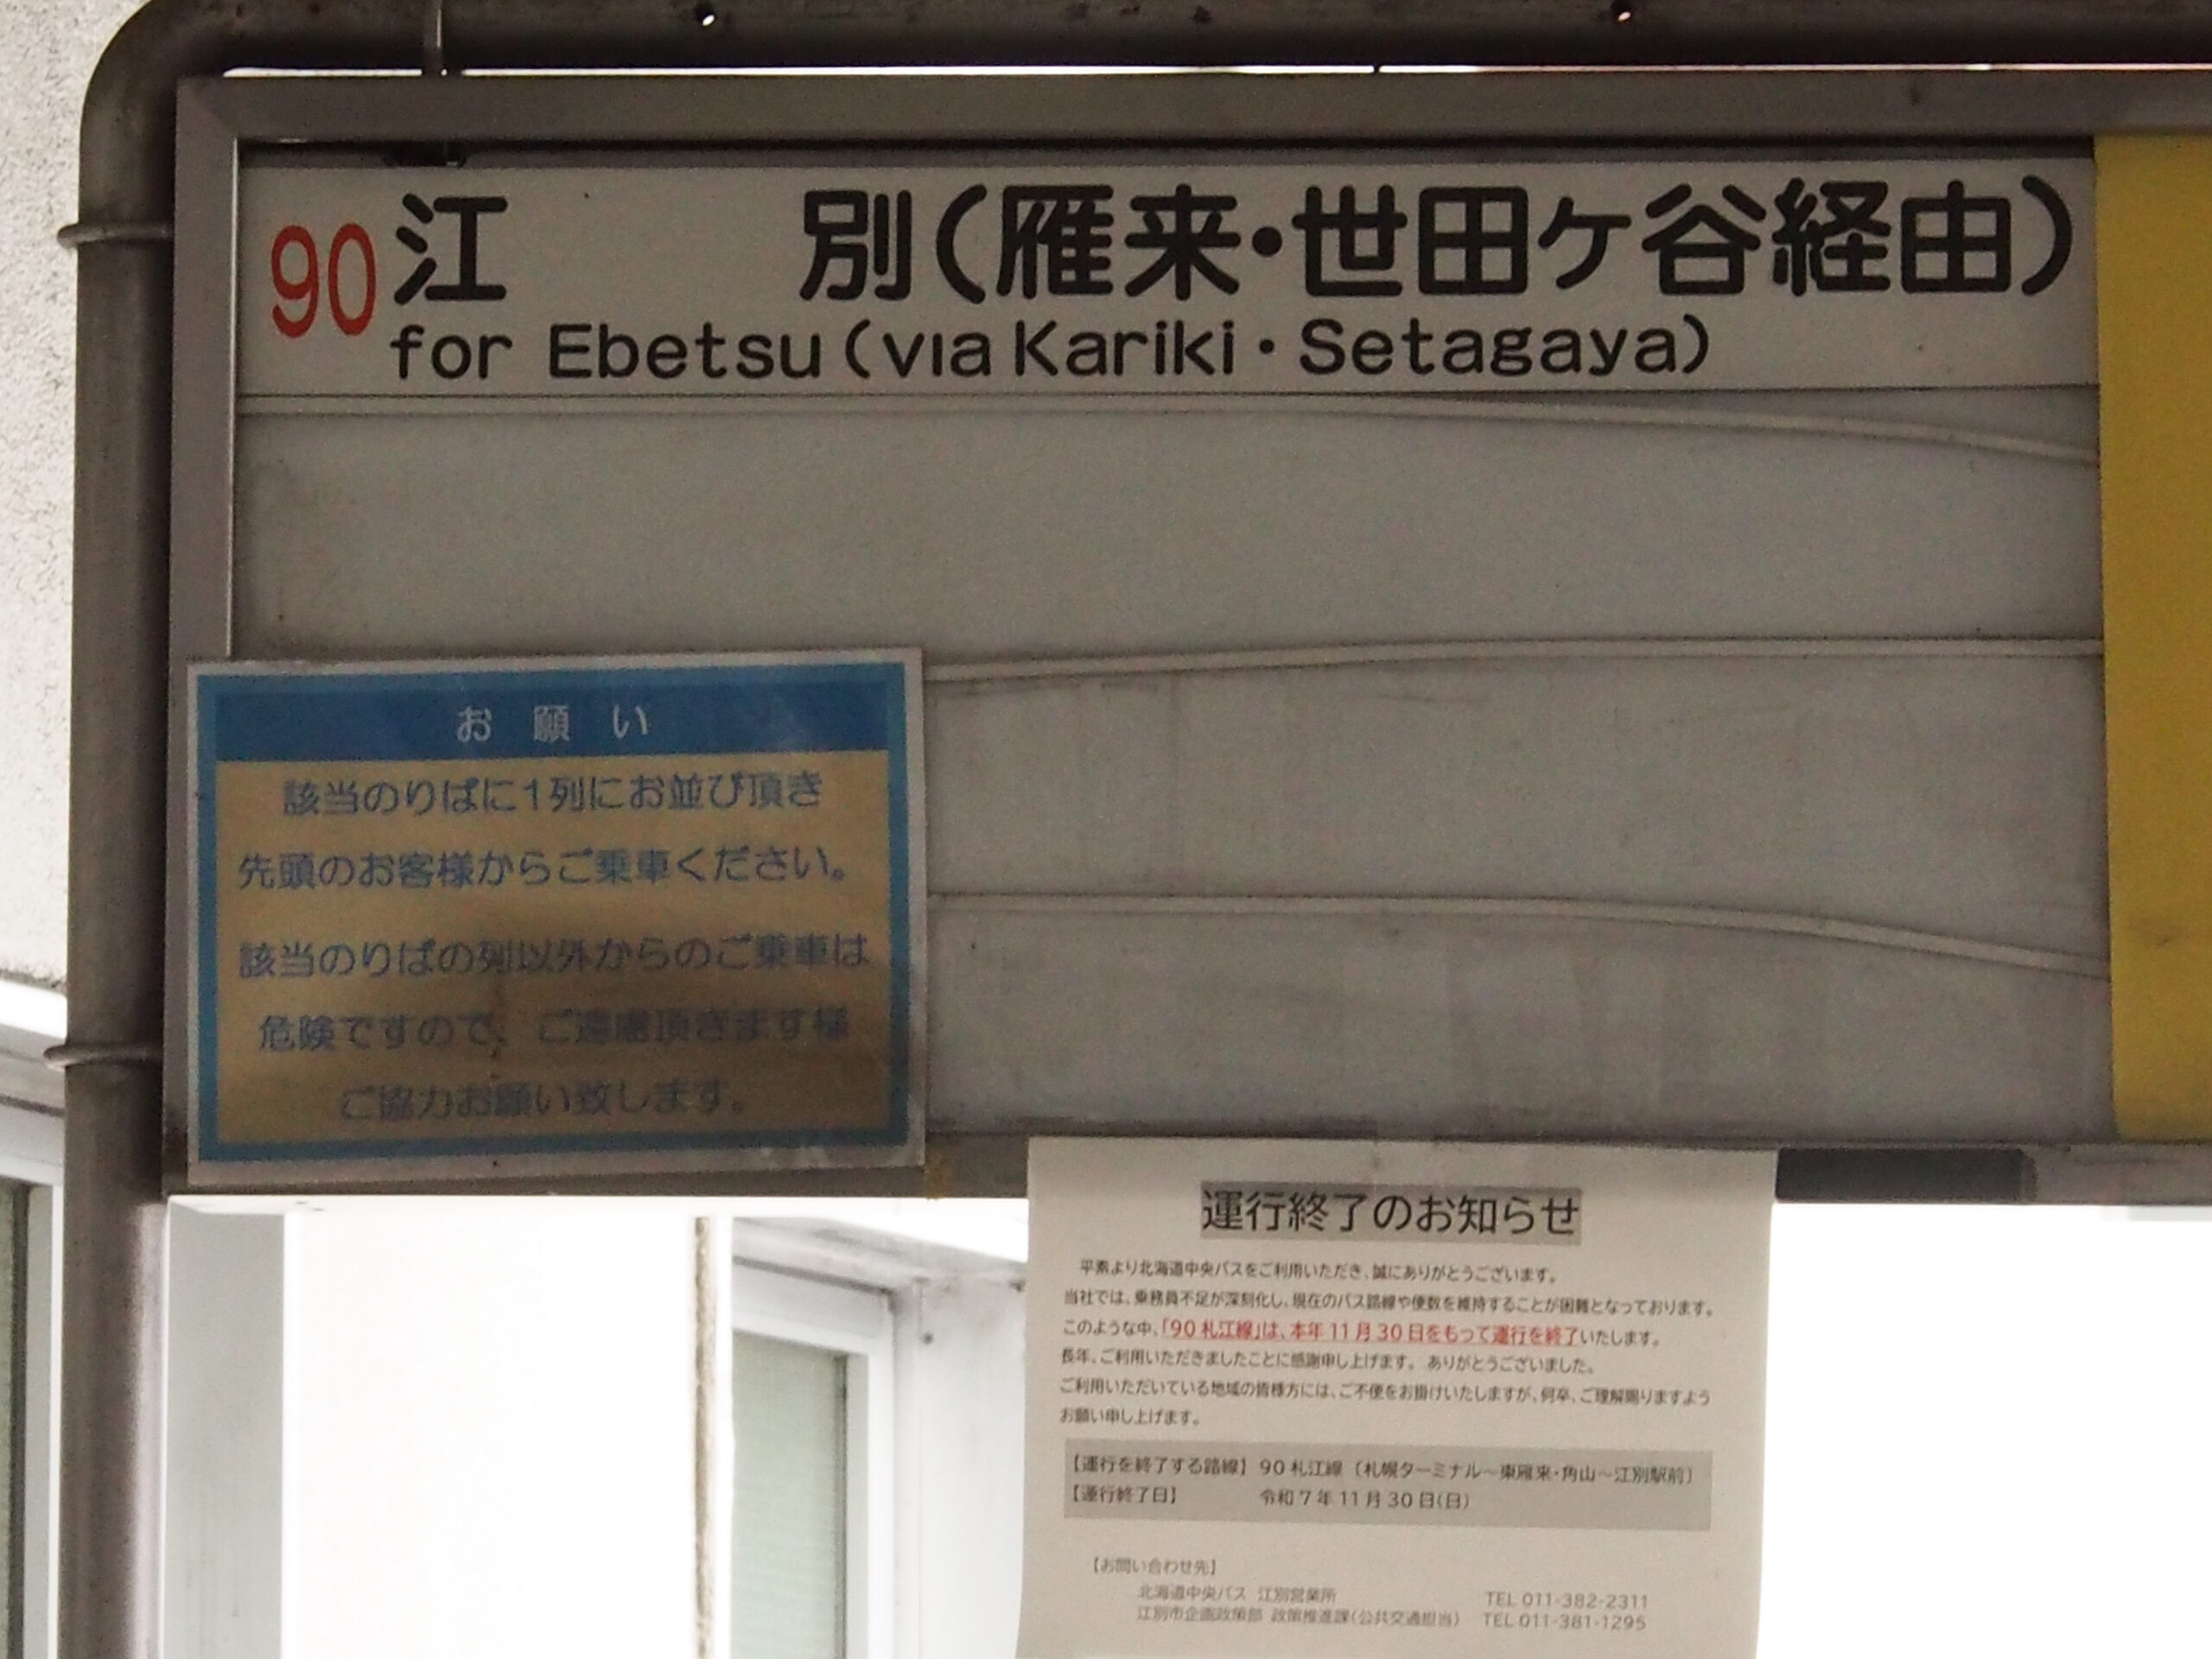 90 江　別(雁来・世田ヶ谷経由)
for Ebetsu (via Kariki・Setagaya)
お願い
該当のりばに1列にお並び頂き
先頭のお客様からご乗車ください。
該当のりばの列以外からのご乗車は
危険ですので、ご遠慮頂きます様
ご協力お願い致します。
運行終了のお知らせ
平素より北海道中央バスをご利用いただき、誠にありがとうございます。
当社では、乗務員不足が深刻化し、現在のバス路線や便数を維持することが困難となっております。
このような中、「90 札江線」は、本年 11 月 30 日をもって運行を終了いたします。
長年、ご利用いただきましたことに感謝申し上げます。ありがとうございました。
ご利用いただいている地域の皆様方には、ご不便をお掛けいたしますが、何卒、ご理解賜りますよう
お願い申し上げます。
【運行を終了する路線】 90 札江線（札幌ターミナル～東雁来・角山～江別駅前）
【運行終了日】 令和 7 年 11 月 30 日(日)
【お問い合わせ先】
北海道中央バス 江別営業所 TEL 011-382-2311
江別市企画政策部 政策推進課(公共交通担当) TEL 011-381-1295